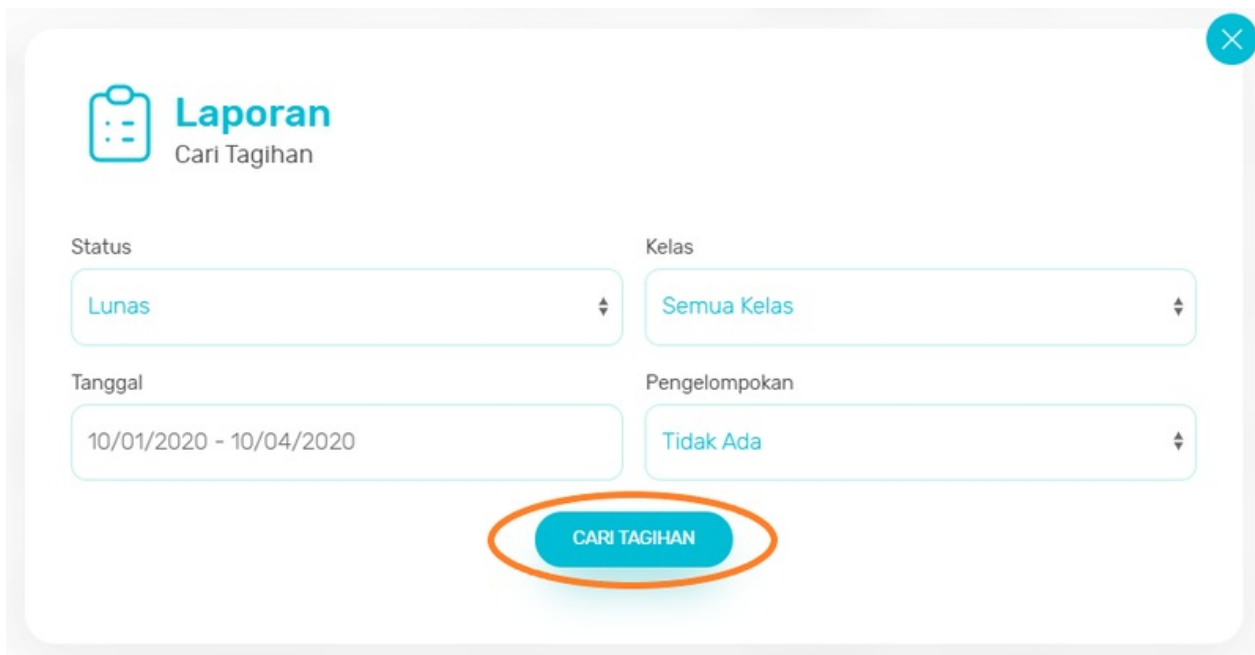 Laporan
Cari Tagihan
Status
Kelas
Lunas
Semua Kelas
Tanggal
Pengelompokan
10/01/2020 - 10/04/2020
Tidak Ada
CARI TAGIHAN